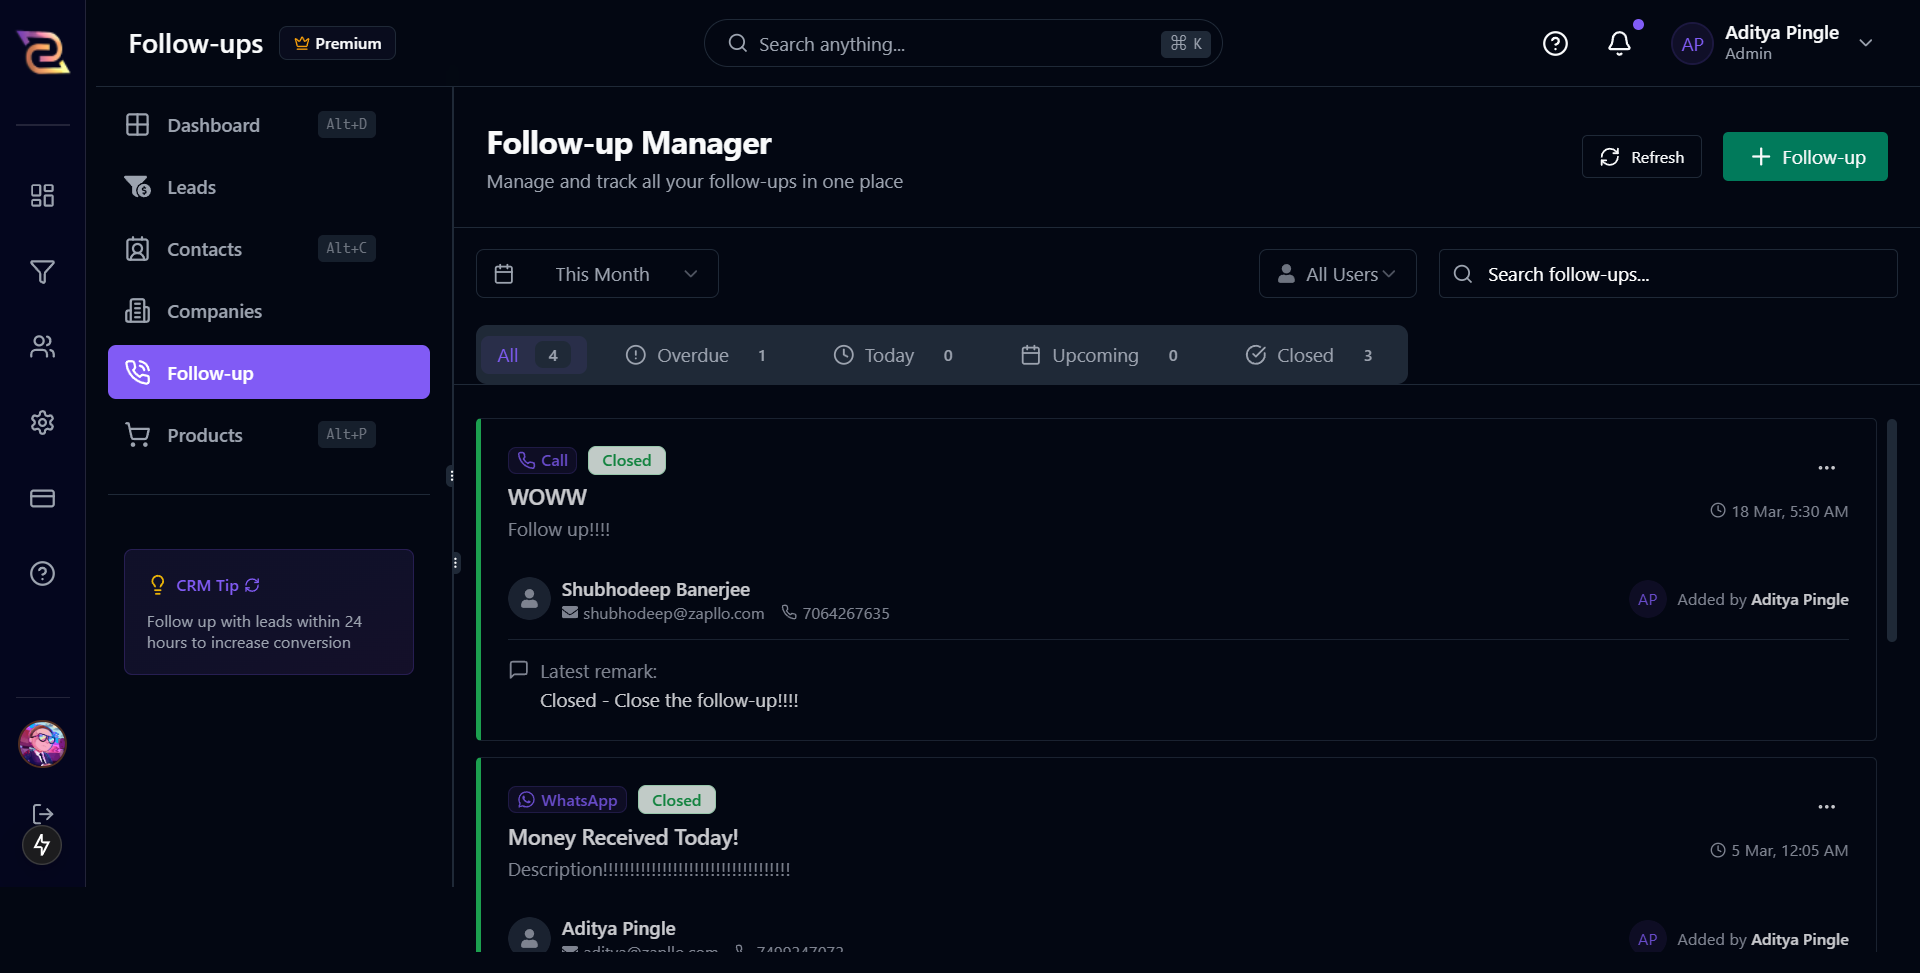 Follow-ups
Premium
Search anything...
⌘ K
AP
Aditya Pingle
Admin
Dashboard
Alt+D
Leads
Contacts
Alt+C
Companies
Follow-up
Products
Alt+P
CRM Tip
Follow up with leads within 24
hours to increase conversion
Follow-up Manager
Manage and track all your follow-ups in one place
Refresh
Follow-up
This Month
All Users
Search follow-ups...
All 4
Overdue 1
Today 0
Upcoming 0
Closed 3
Call
Closed
WOWW
Follow up!!!!
18 Mar, 5:30 AM
Shubhodeep Banerjee
shubhodeep@zapllo.com 7064267635
AP
Added by Aditya Pingle
Latest remark:
Closed - Close the follow-up!!!!
WhatsApp
Closed
Money Received Today!
Description!!!!!!!!!!!!!!!!!!!!!!!!!!!!!!!!!!!
5 Mar, 12:05 AM
Aditya Pingle
aditya@zapllo.com
AP
Added by Aditya Pingle